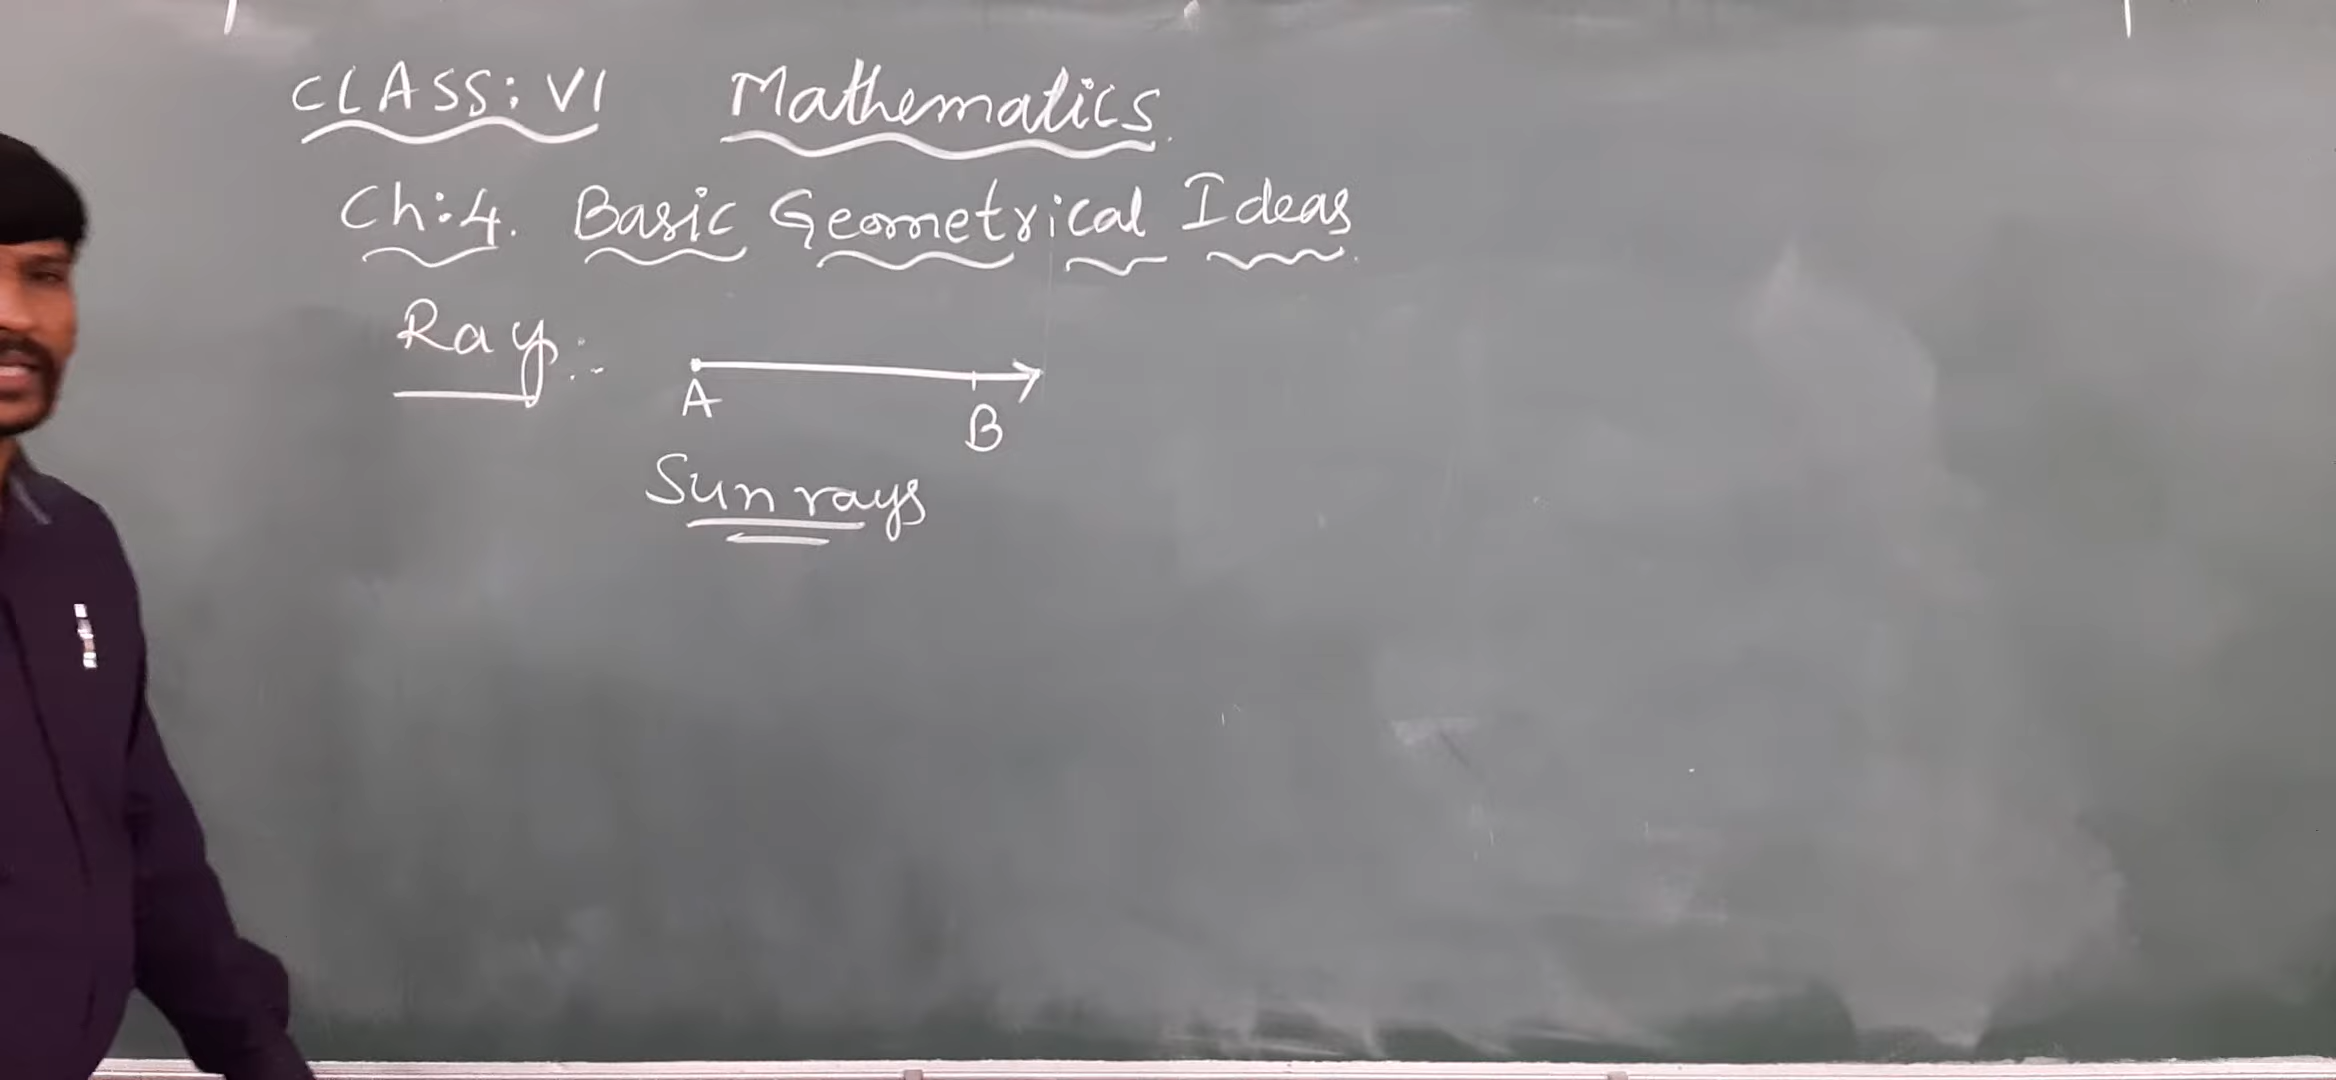 CLASS: VI Mathematics
Ch:4. Basic Geometrical Ideas
Ray:-
A B
Sun rays